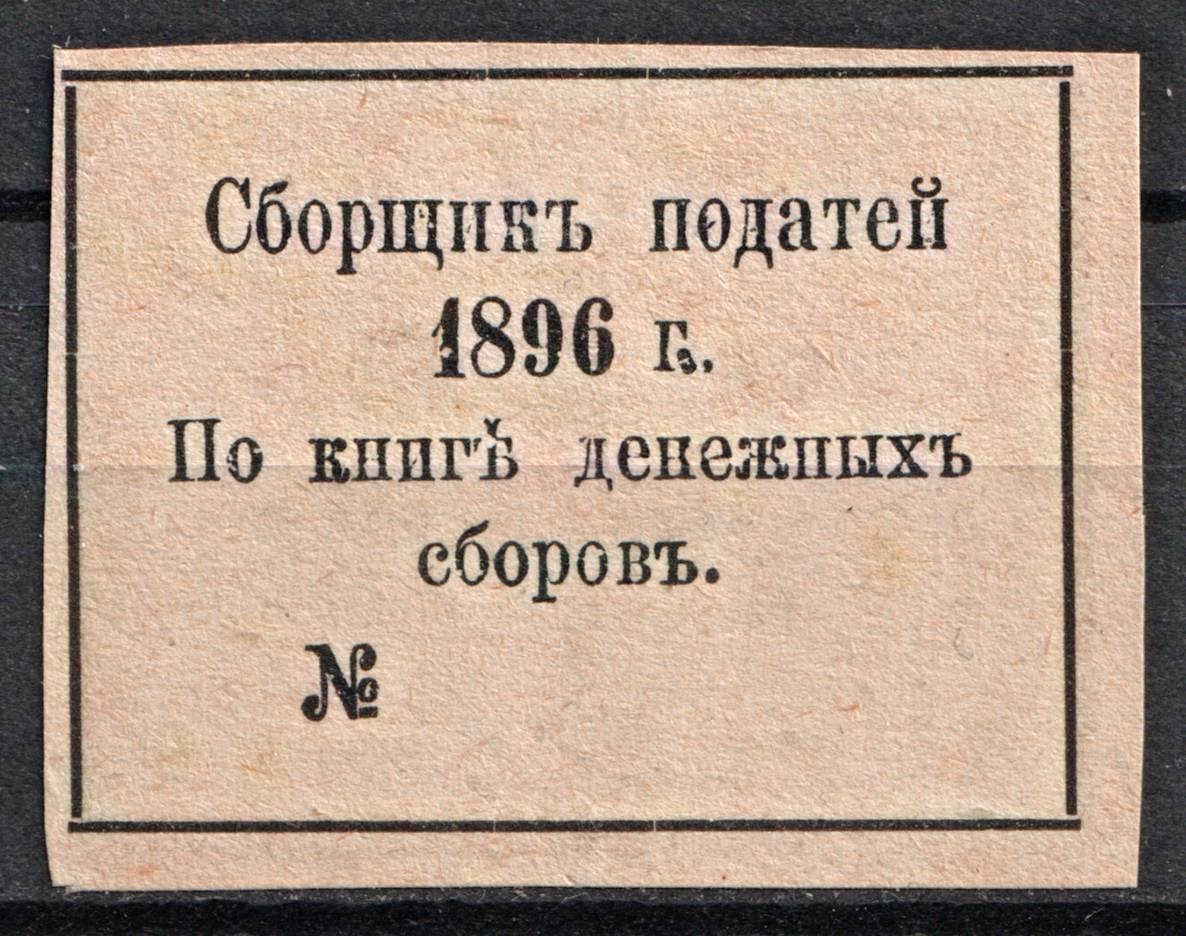 Сборщикъ податей
1896 г.
По книгѣ денежныхъ
сборовъ.
№